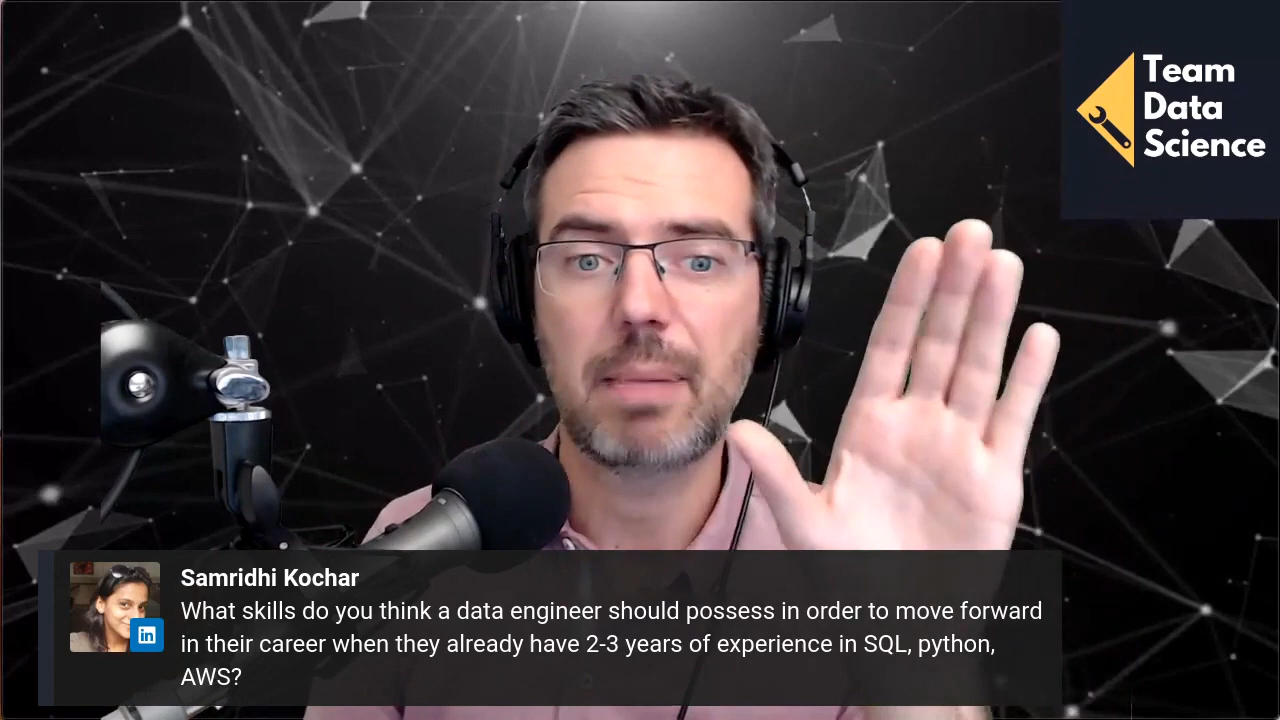 Team
Data
Science
Samridhi Kochar
What skills do you think a data engineer should possess in order to move forward
in their career when they already have 2-3 years of experience in SQL, python,
AWS?
in